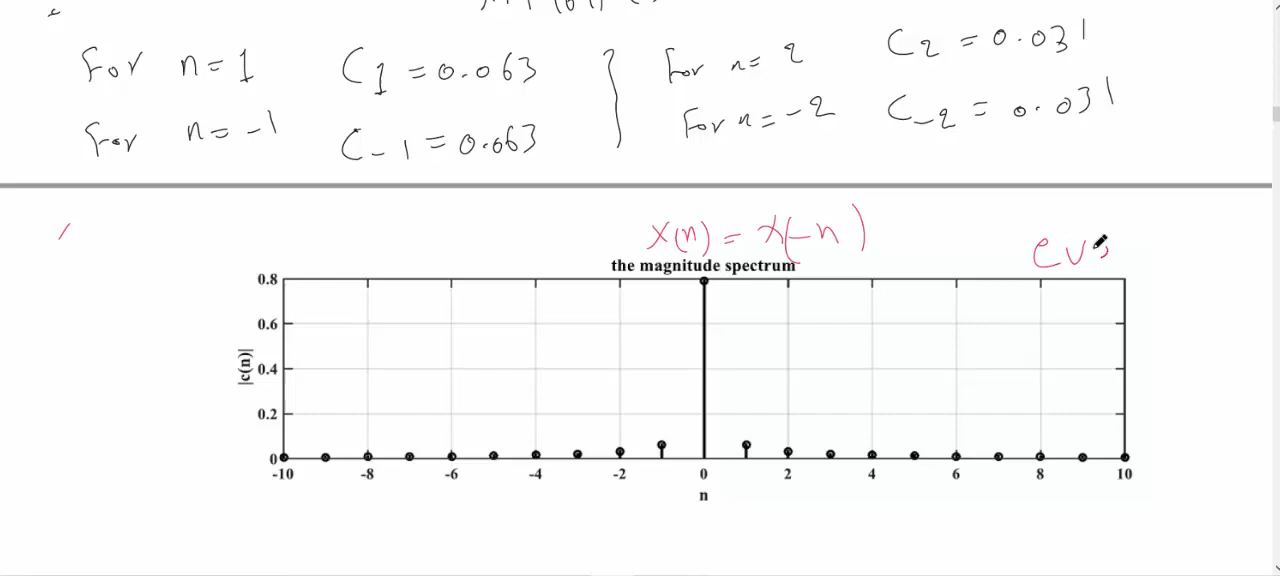 For n=1 C1 = 0.063 } For n= 2 C2 = 0.031
For n=-1 C-1 = 0.063 For n=-2 C-2 = 0.031
x(n) = x(-n)
the magnitude spectrum
0.8
0.6
0.4
0.2
0
|c(n)|
-10 -8 -6 -4 -2 0 2 4 6 8 10
n